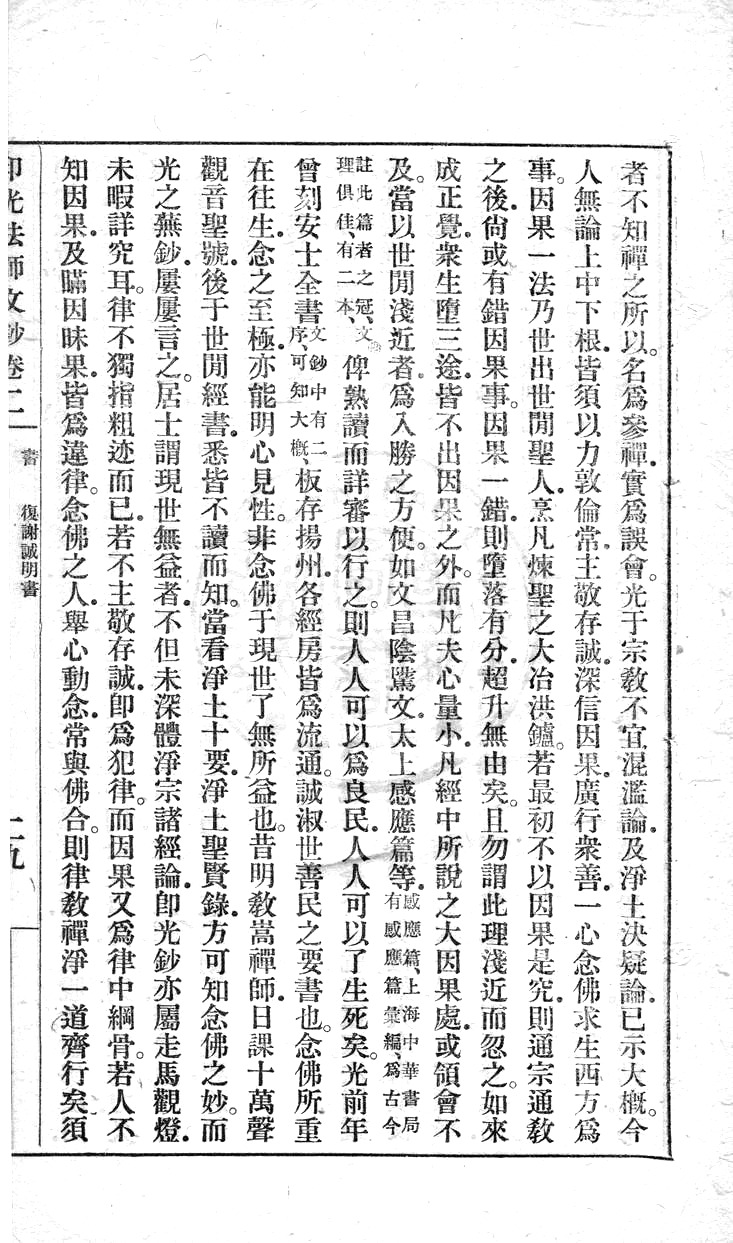 者不知禪之所以。名爲參禪。實爲誤會。光于宗教不宜混濫論。及淨土決疑論。已示大概。今
人無論上中下根。皆須以力敦倫常。主敬存誠。深信因果。廣行衆善。一心念佛。求生西方爲
事。因果一法。乃世出世間聖人。烹凡煉聖之大冶洪鑪。若最初不以因果是究。則通宗通教
之後。尙或有錯因果事。因果一錯。則墮落有分。超升無由矣。且勿謂此理淺近而忽之。如來
成正覺。衆生墮三途。皆不出因果之外。而凡夫心量小。凡經中所說之大因果處。或領會不
及。當以世間淺近者。爲入勝之方便。如文昌陰騭文。太上感應篇等。感應篇、上海中華書局有感應篇彙編、爲古今
註此篇者之冠、文理俱佳、有二本、俾熟讀而詳審以行之。則人人可以爲良民。人人可以了生死矣。光前年
曾刻安士全書。文鈔中有二序、可知大概、板存揚州。各經房皆爲流通。誠淑世善民之要書也。念佛所重
在往生。念之至極。亦能明心見性。非念佛于現世了無所益也。昔明教嵩禪師。日課十萬聲
觀音聖號。後于世間經書。悉皆不讀而知。當看淨土十要。淨土聖賢錄。方可知念佛之妙。而
光之蕪鈔。屢屢言之。居士謂現世無益者。不但未深體淨宗諸經論。卽光鈔亦屬走馬觀燈。
未暇詳究耳。律不獨指粗迹而已。若不主敬存誠。卽爲犯律。而因果又爲律中綱骨。若人不
知因果。及瞞因昧果。皆爲違律。念佛之人。舉心動念。常與佛合。則律教禪淨一道齊行矣。須
印光法師文鈔卷二 書 復謝誠明書 二九